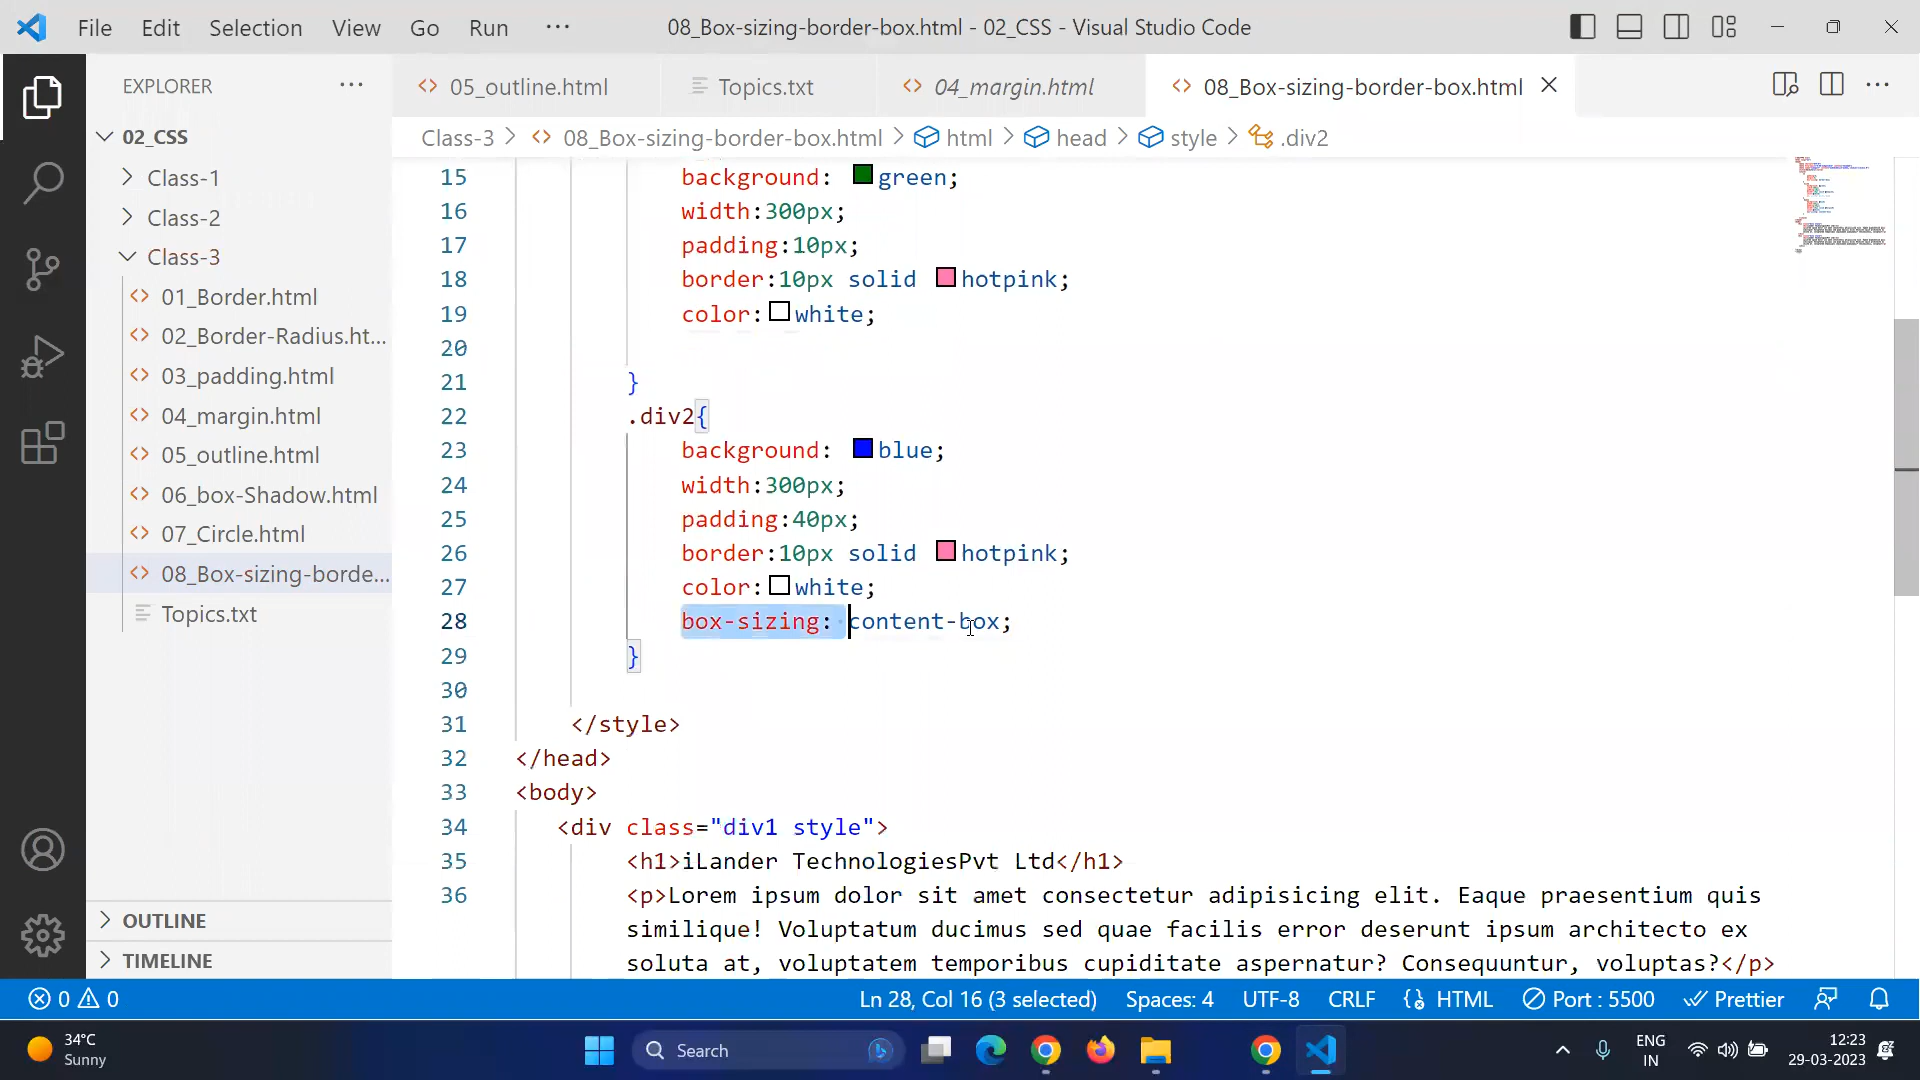 File Edit Selection View Go Run ··· 08_Box-sizing-border-box.html - 02_CSS - Visual Studio Code
EXPLORER ···
05_outline.html Topics.txt 04_margin.html 08_Box-sizing-border-box.html
Class-3 > 08_Box-sizing-border-box.html > html > head > style > .div2
02_CSS
Class-1
Class-2
Class-3
01_Border.html
02_Border-Radius.ht...
03_padding.html
04_margin.html
05_outline.html
06_box-Shadow.html
07_Circle.html
08_Box-sizing-borde...
Topics.txt
OUTLINE
TIMELINE
15 background: green;
16 width:300px;
17 padding:10px;
18 border:10px solid hotpink;
19 color:white;
20
21 }
22 .div2{
23 background: blue;
24 width:300px;
25 padding:40px;
26 border:10px solid hotpink;
27 color:white;
28 box-sizing: content-box;
29 }
30
31 </style>
32 </head>
33 <body>
34 <div class="div1 style">
35 <h1>iLander TechnologiesPvt Ltd</h1>
36 <p>Lorem ipsum dolor sit amet consectetur adipisicing elit. Eaque praesentium quis
similique! Voluptatum ducimus sed quae facilis error deserunt ipsum architecto ex
soluta at, voluptatem temporibus cupiditate aspernatur? Consequuntur, voluptas?</p>
0 0 Ln 28, Col 16 (3 selected) Spaces: 4 UTF-8 CRLF HTML Port : 5500 Prettier
34°C
Sunny
Search
ENG
IN
12:23
29-03-2023